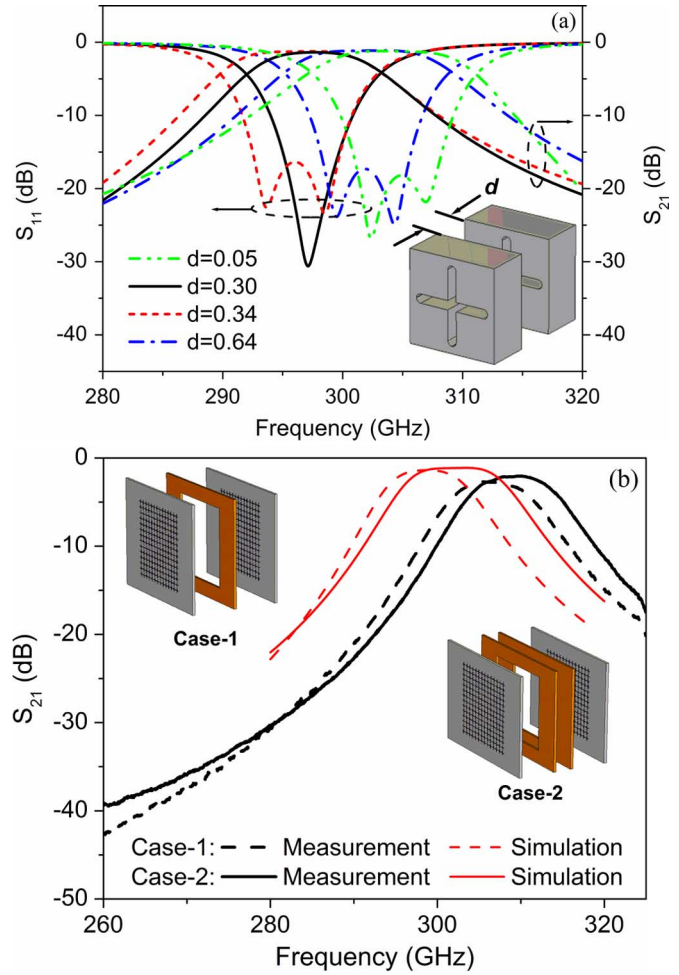 (a)
0
-10
-20
-30
-40
S11 (dB)
0
-10
-20
-30
-40
S21 (dB)
d
d=0.05
d=0.30
d=0.34
d=0.64
280 290 300 310 320
Frequency (GHz)
(b)
0
-10
-20
-30
-40
-50
S21 (dB)
Case-1
Case-2
Case-1: Measurement Simulation
Case-2: Measurement Simulation
260 280 300 320
Frequency (GHz)